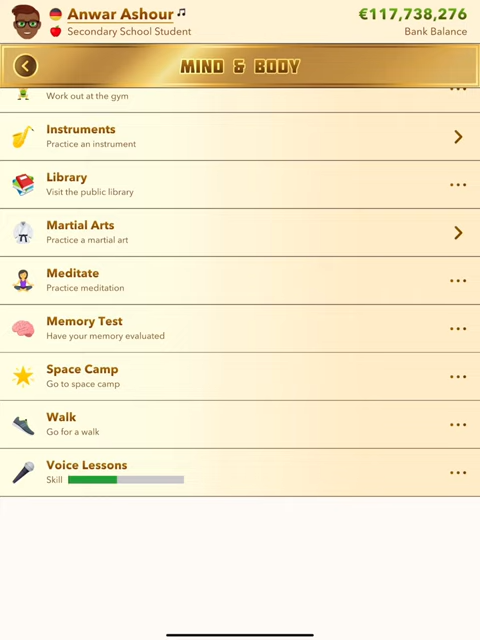 Anwar Ashour
€117,738,276
Secondary School Student
Bank Balance
MIND & BODY
Work out at the gym
Instruments
Practice an instrument
Library
Visit the public library
Martial Arts
Practice a martial art
Meditate
Practice meditation
Memory Test
Have your memory evaluated
Space Camp
Go to space camp
Walk
Go for a walk
Voice Lessons
Skill